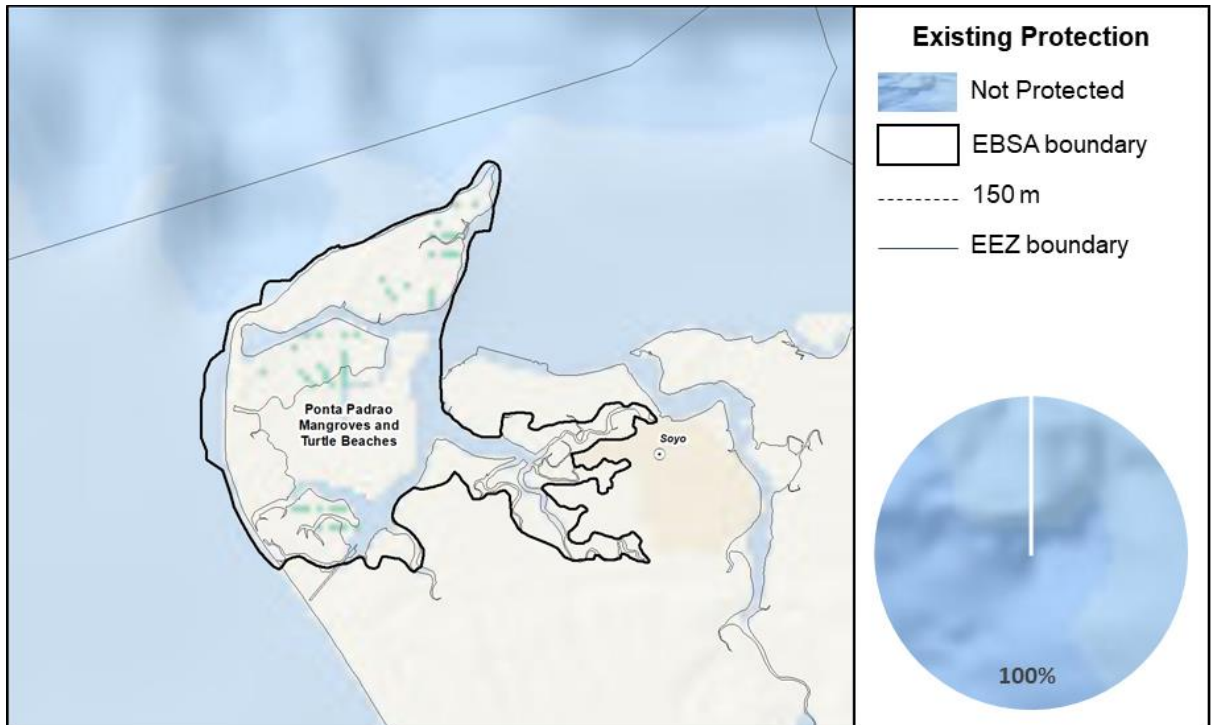 Ponta Padrao
Mangroves and
Turtle Beaches
Soyo
Existing Protection
Not Protected
EBSA boundary
150 m
EEZ boundary
100%